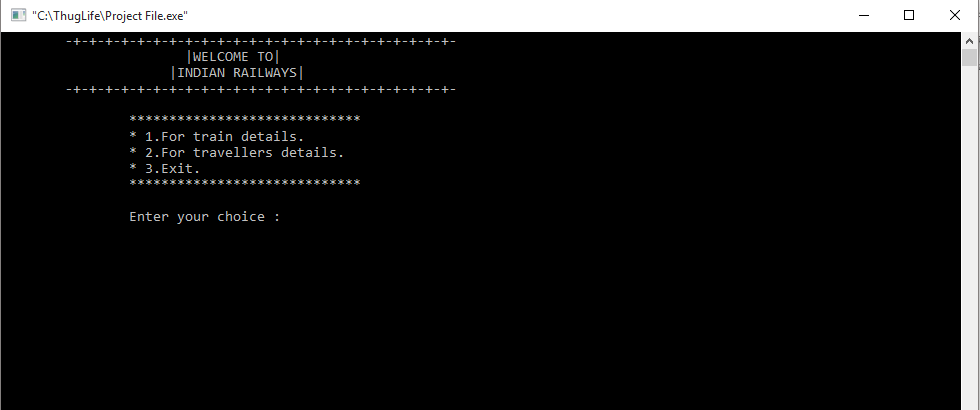 "C:\ThugLife\Project File.exe"
-+-+-+-+-+-+-+-+-+-+-+-+-+-+-+-+-+-+-+-+-+-+-+-+-
|WELCOME TO|
|INDIAN RAILWAYS|
-+-+-+-+-+-+-+-+-+-+-+-+-+-+-+-+-+-+-+-+-+-+-+-+-
*****************************
* 1.For train details.
* 2.For travellers details.
* 3.Exit.
*****************************
Enter your choice :